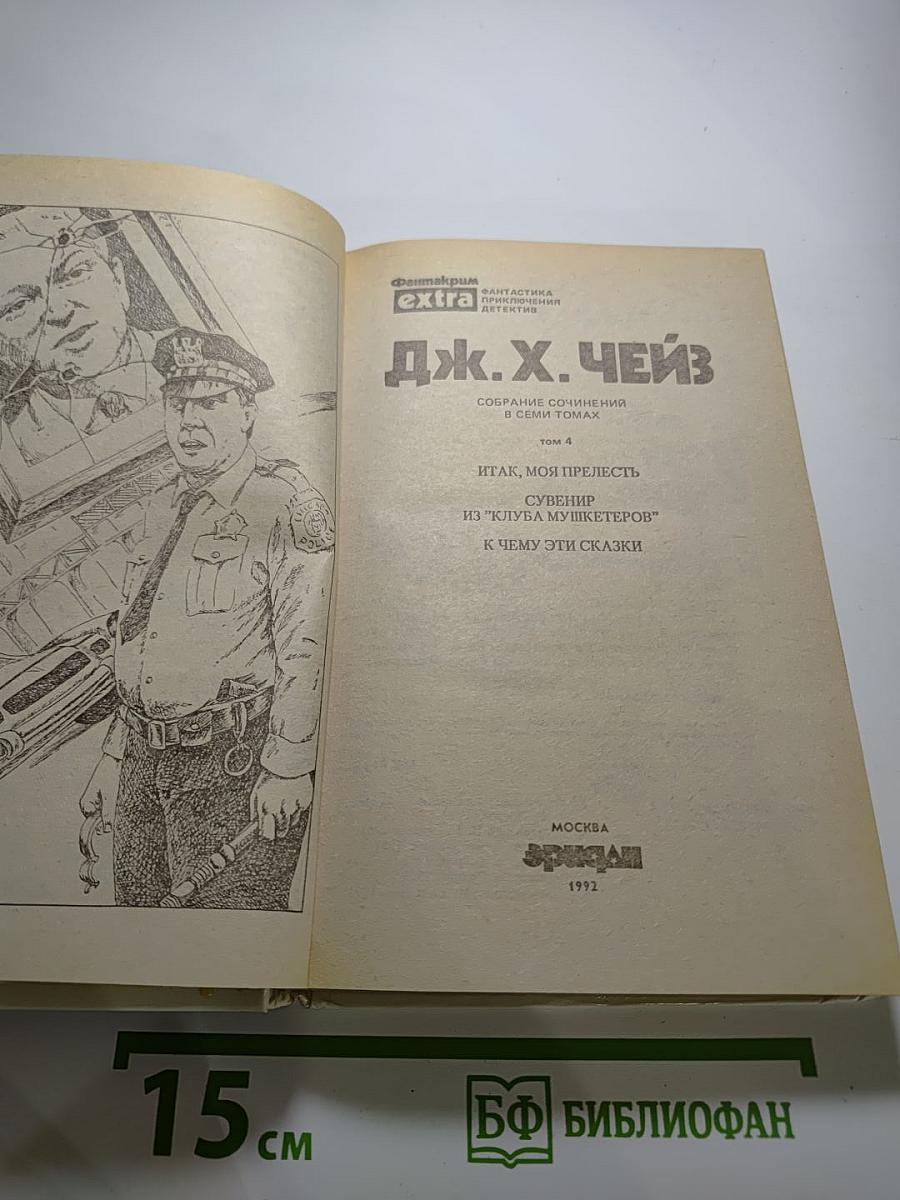 Фантакрим
extra
ФАНТАСТИКА
ПРИКЛЮЧЕНИЯ
ДЕТЕКТИВ
ДЖ. Х. ЧЕЙЗ
СОБРАНИЕ СОЧИНЕНИЙ
В СЕМИ ТОМАХ
том 4
ИТАК, МОЯ ПРЕЛЕСТЬ
СУВЕНИР
ИЗ "КЛУБА МУШКЕТЕРОВ"
К ЧЕМУ ЭТИ СКАЗКИ
МОСКВА
эридан
1992
POLICE
15 см
БФ БИБЛИОФАН